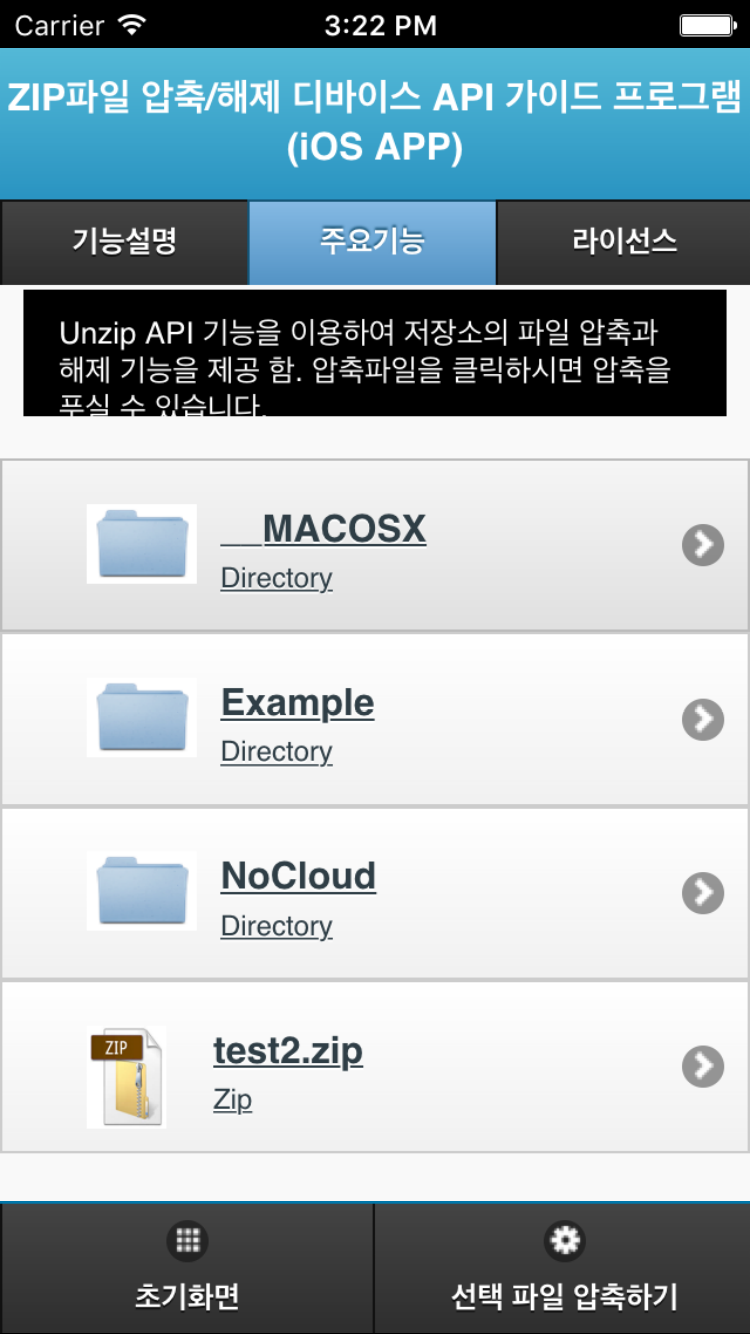 Carrier 3:22 PM
ZIP파일 압축/해제 디바이스 API 가이드 프로그램
(iOS APP)
기능설명 주요기능 라이선스
Unzip API 기능을 이용하여 저장소의 파일 압축과
해제 기능을 제공 함. 압축파일을 클릭하시면 압축을
푸실 수 있습니다.
__MACOSX
Directory
Example
Directory
NoCloud
Directory
ZIP
test2.zip
Zip
초기화면 선택 파일 압축하기